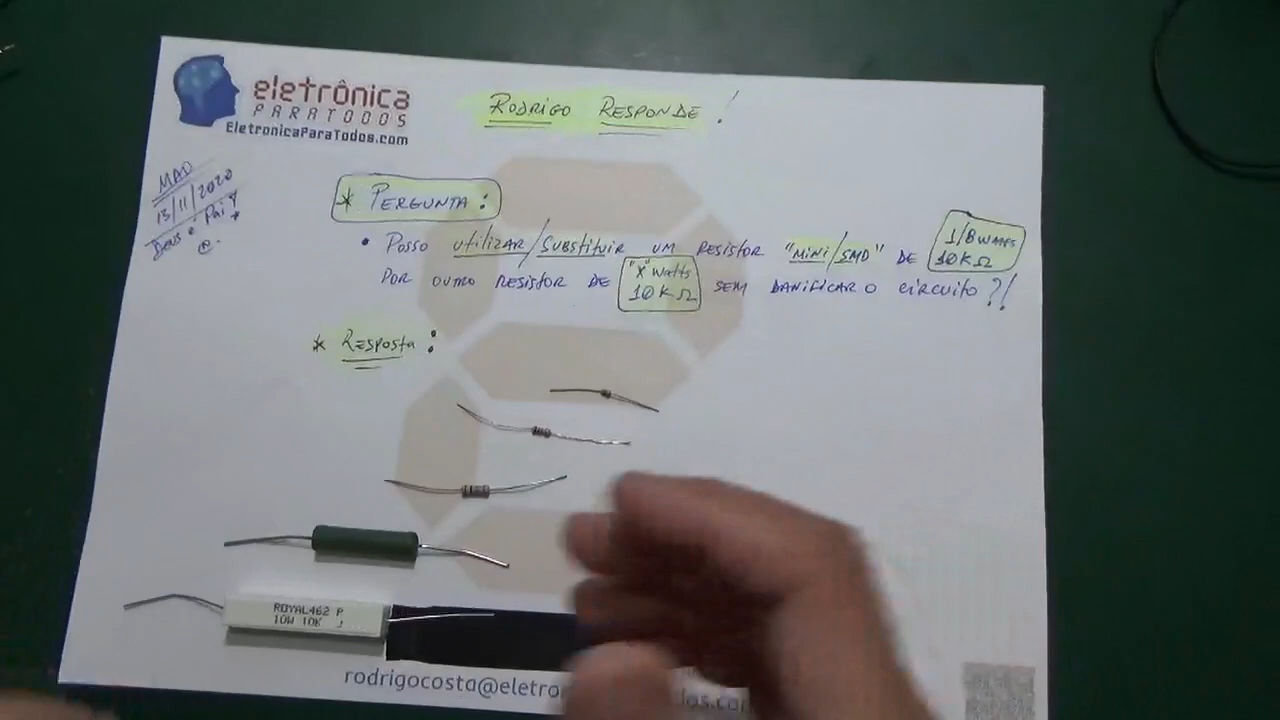 eletrônica
PARATODOS
EletronicaParaTodos.com
RODRIGO RESPONDE!
MAO
13/11/2020
Deus é Pai!
* PERGUNTA:
• POSSO UTILIZAR/SUBSTITUIR UM RESISTOR "MINI/SMD" DE 1/8 WATTS 10KΩ
POR OUTRO RESISTOR DE "X" Watts 10KΩ SEM DANIFICAR O CIRCUITO?!
* RESPOSTA:
ROYAL462 P
10W 10K J
rodrigocosta@eletro